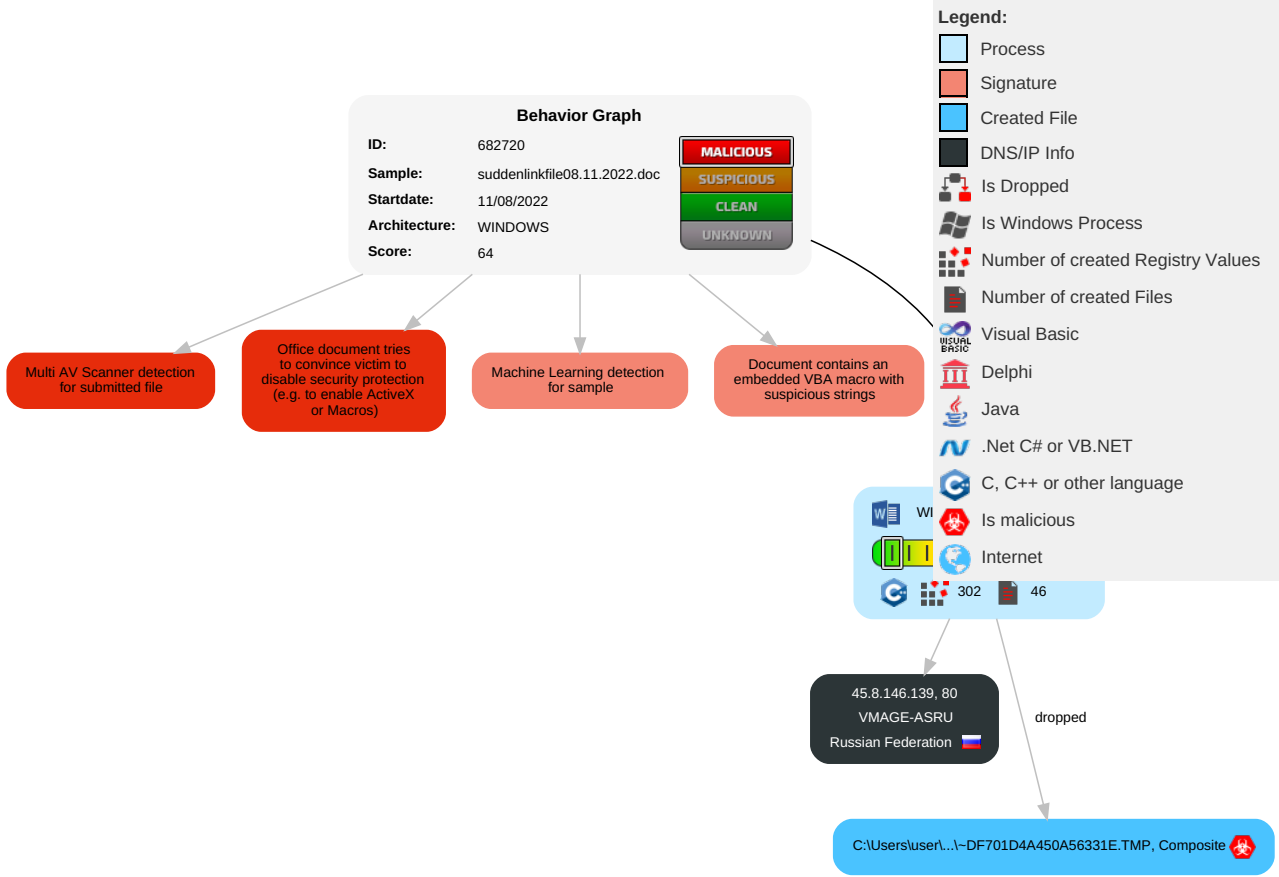 Legend:
Process
Signature
Created File
DNS/IP Info
Is Dropped
Is Windows Process
Number of created Registry Values
Number of created Files
VISUAL
BASIC
Visual Basic
Delphi
Java
.Net C# or VB.NET
C, C++ or other language
Is malicious
Internet
Behavior Graph
ID: 682720
Sample: suddenlinkfile08.11.2022.doc
Startdate: 11/08/2022
Architecture: WINDOWS
Score: 64
MALICIOUS
SUSPICIOUS
CLEAN
UNKNOWN
Multi AV Scanner detection
for submitted file
Office document tries
to convince victim to
disable security protection
(e.g. to enable ActiveX
or Macros)
Machine Learning detection
for sample
Document contains an
embedded VBA macro with
suspicious strings
302 46
45.8.146.139, 80
VMAGE-ASRU
Russian Federation
dropped
C:\Users\user\...\~DF701D4A450A56331E.TMP, Composite